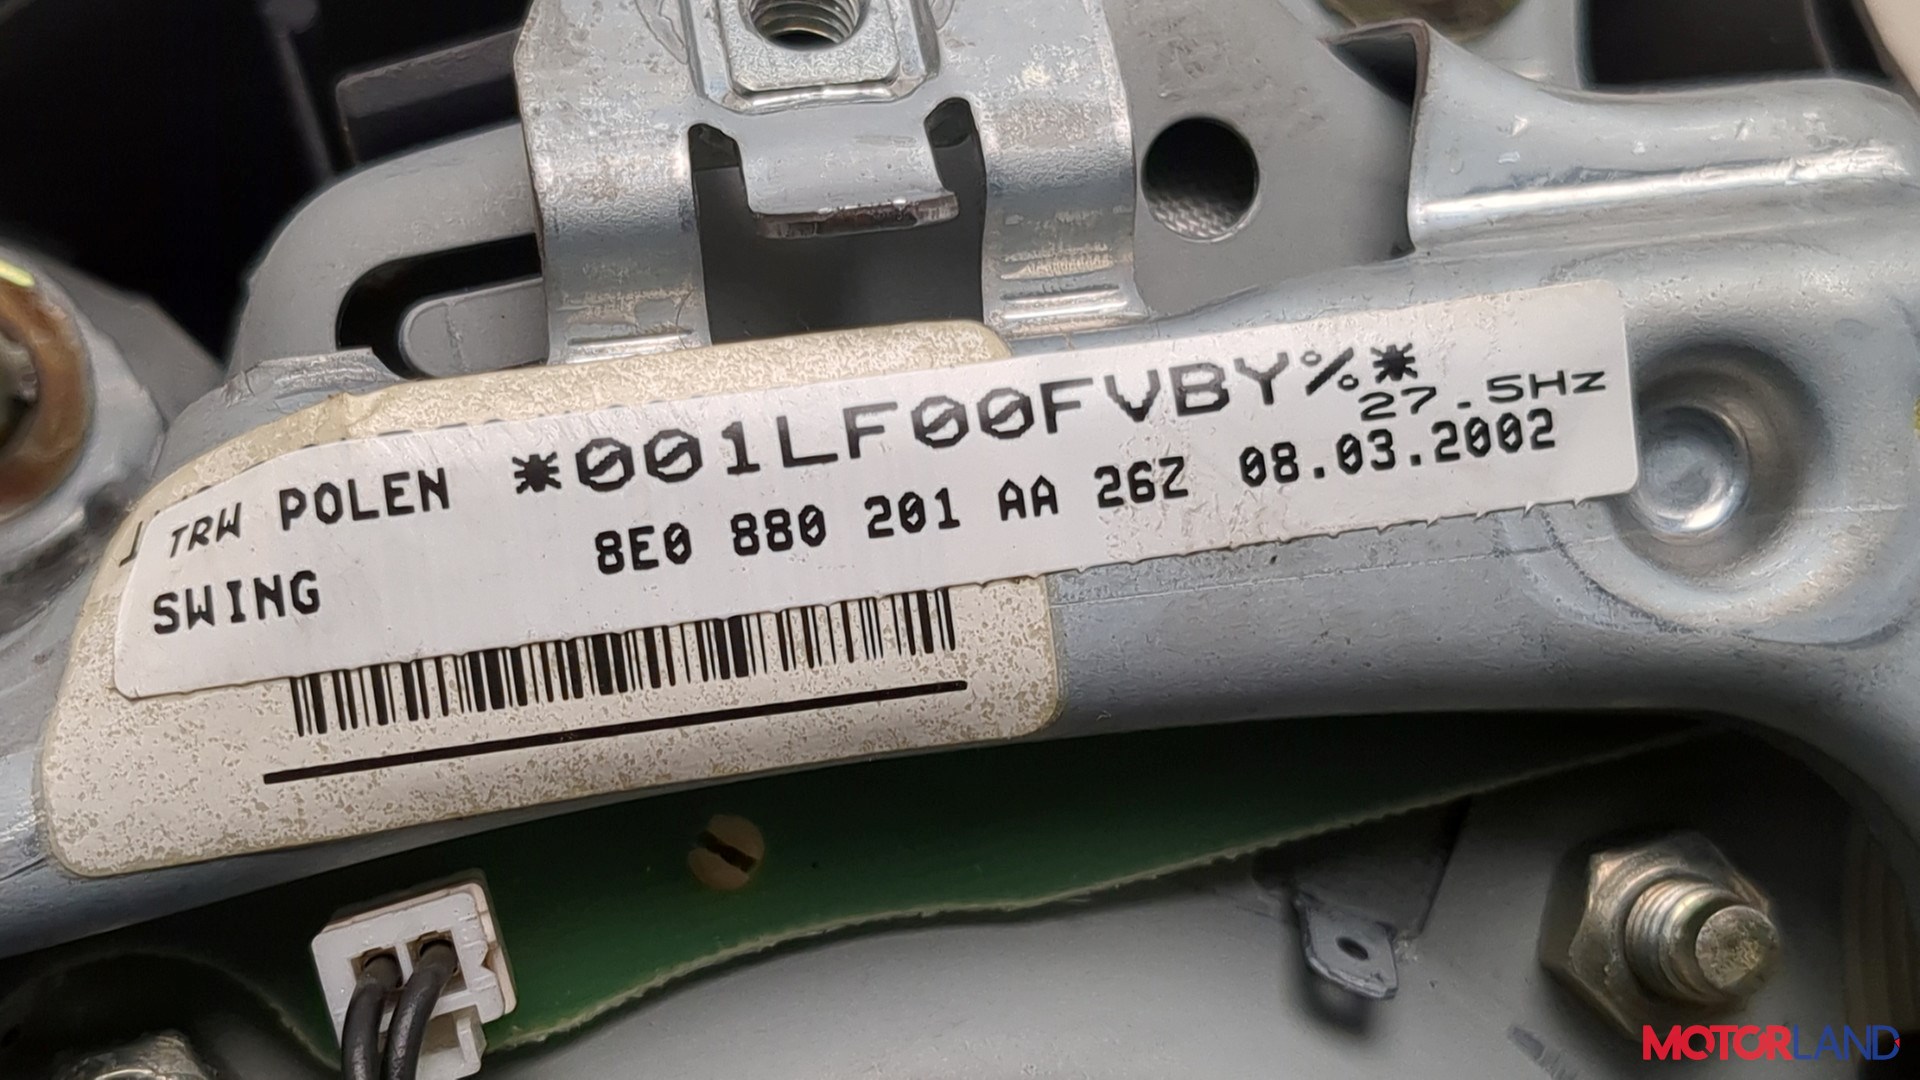 *001LF00FVBY%*
27.5Hz
TRW POLEN
8E0 880 201 AA 26Z 08.03.2002
SWING
MOTORLAND